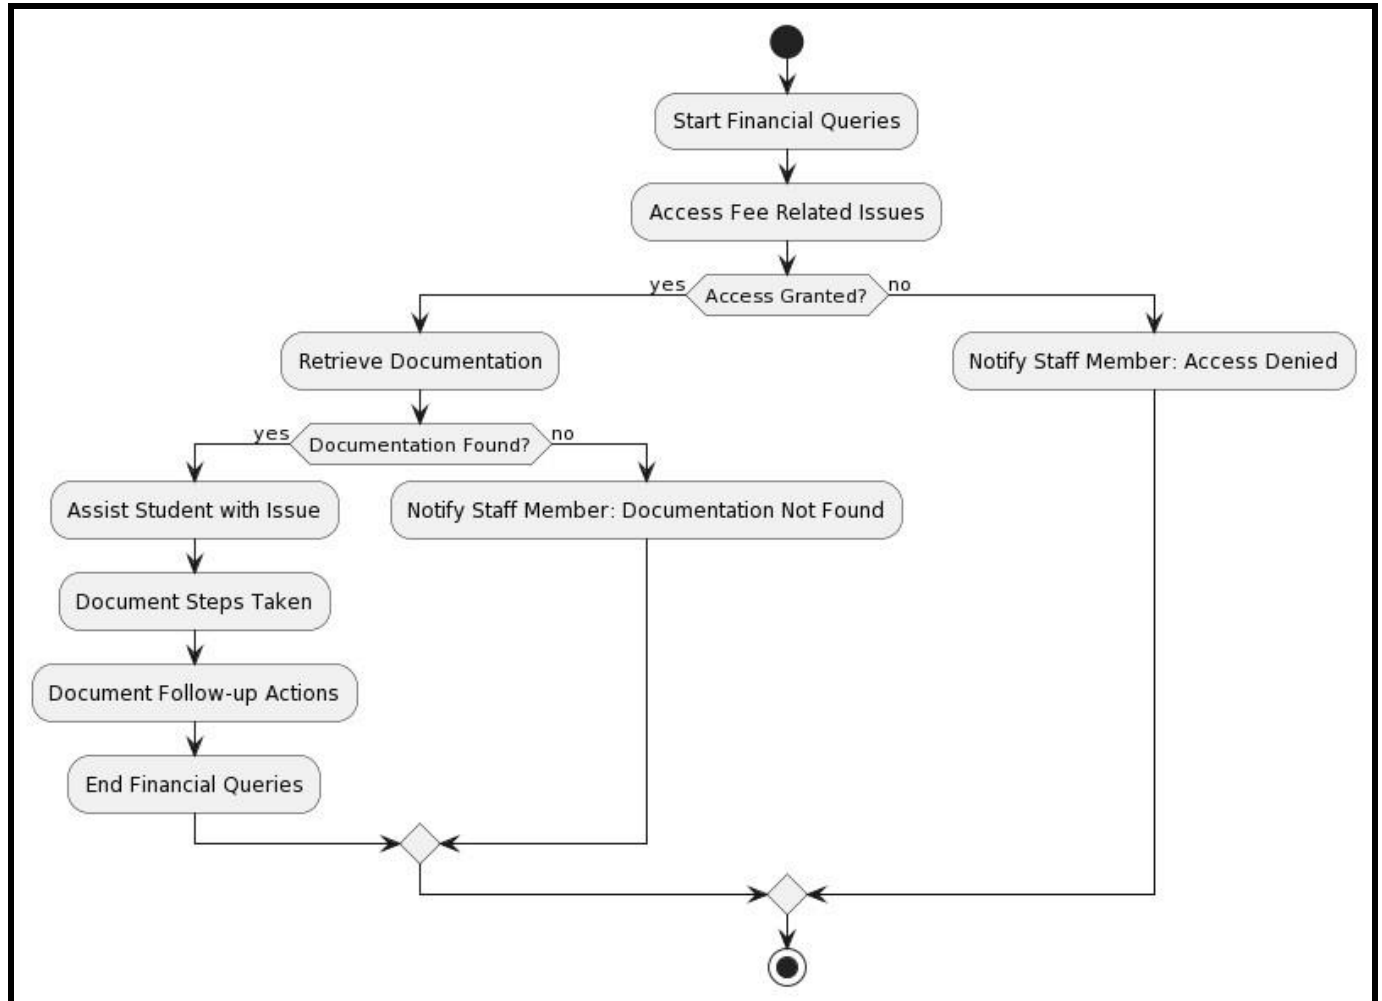 Start Financial Queries
Access Fee Related Issues
yes
Access Granted?
no
Retrieve Documentation
Notify Staff Member: Access Denied
yes
Documentation Found?
no
Assist Student with Issue
Notify Staff Member: Documentation Not Found
Document Steps Taken
Document Follow-up Actions
End Financial Queries